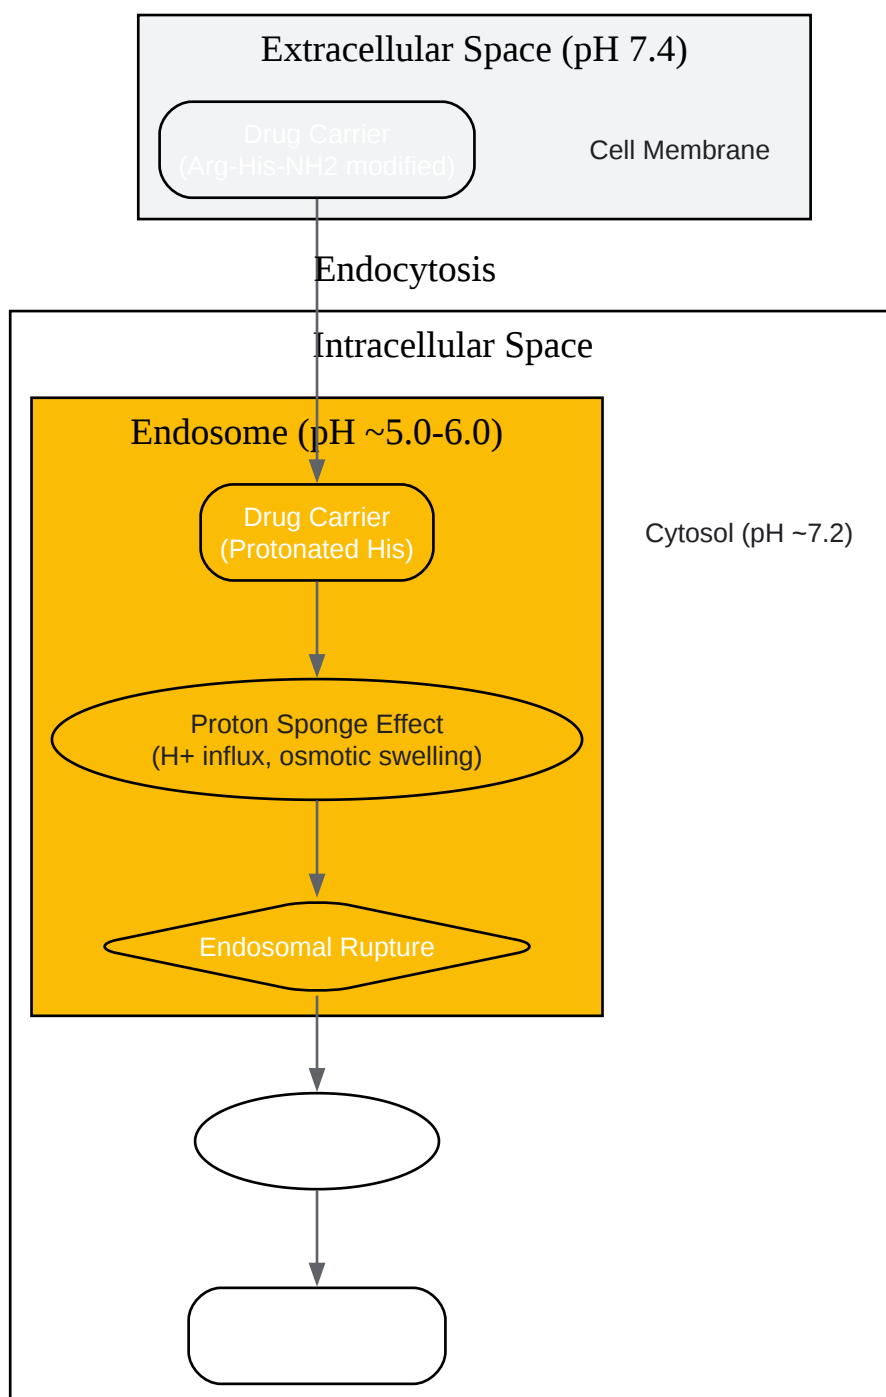 Extracellular Space (pH 7.4)
Drug Carrier
(Arg-His-NH2 modified)
Cell Membrane
Endocytosis
Intracellular Space
Endosome (pH ~5.0-6.0)
Drug Carrier
(Protonated His)
Cytosol (pH ~7.2)
Proton Sponge Effect
(H+ influx, osmotic swelling)
Endosomal Rupture